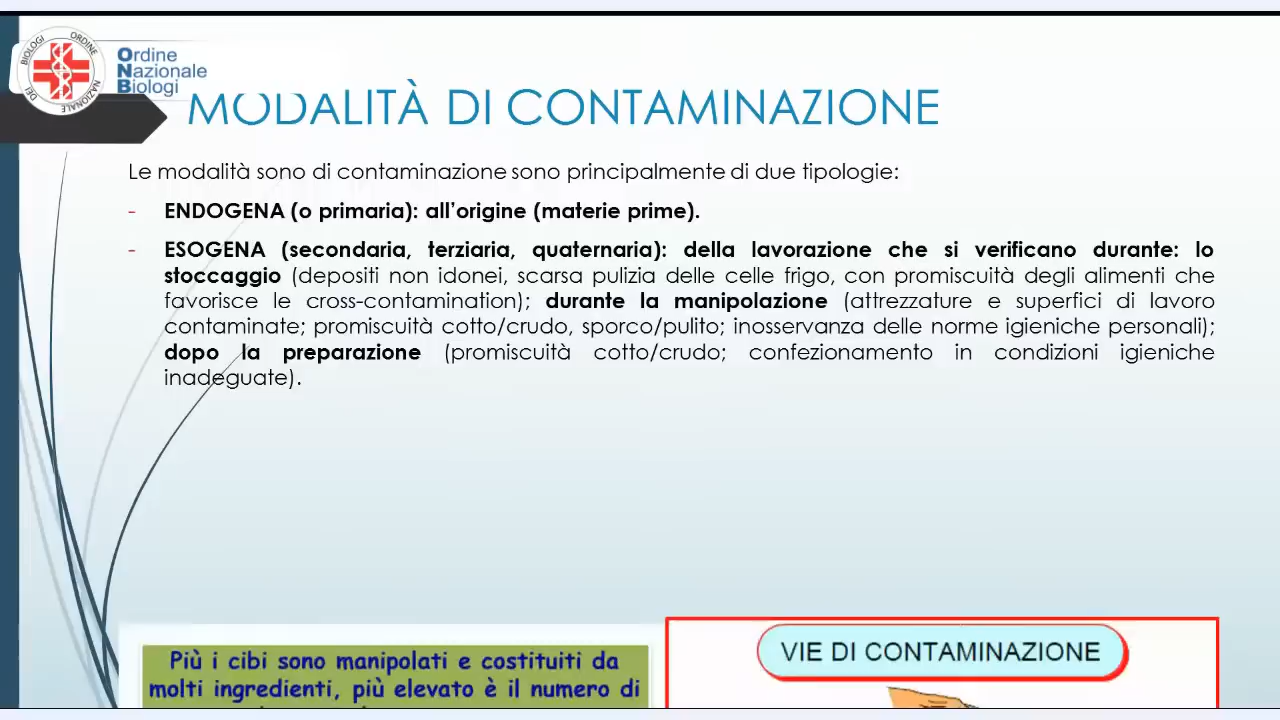 ORDINE NAZIONALE DEI BIOLOGI
Ordine
Nazionale
Biologi
MODALITÀ DI CONTAMINAZIONE
Le modalità sono di contaminazione sono principalmente di due tipologie:
- ENDOGENA (o primaria): all’origine (materie prime).
- ESOGENA (secondaria, terziaria, quaternaria): della lavorazione che si verificano durante: lo
stoccaggio (depositi non idonei, scarsa pulizia delle celle frigo, con promiscuità degli alimenti che
favorisce le cross-contamination); durante la manipolazione (attrezzature e superfici di lavoro
contaminate; promiscuità cotto/crudo, sporco/pulito; inosservanza delle norme igieniche personali);
dopo la preparazione (promiscuità cotto/crudo; confezionamento in condizioni igieniche
inadeguate).
Più i cibi sono manipolati e costituiti da
molti ingredienti, più elevato è il numero di
VIE DI CONTAMINAZIONE